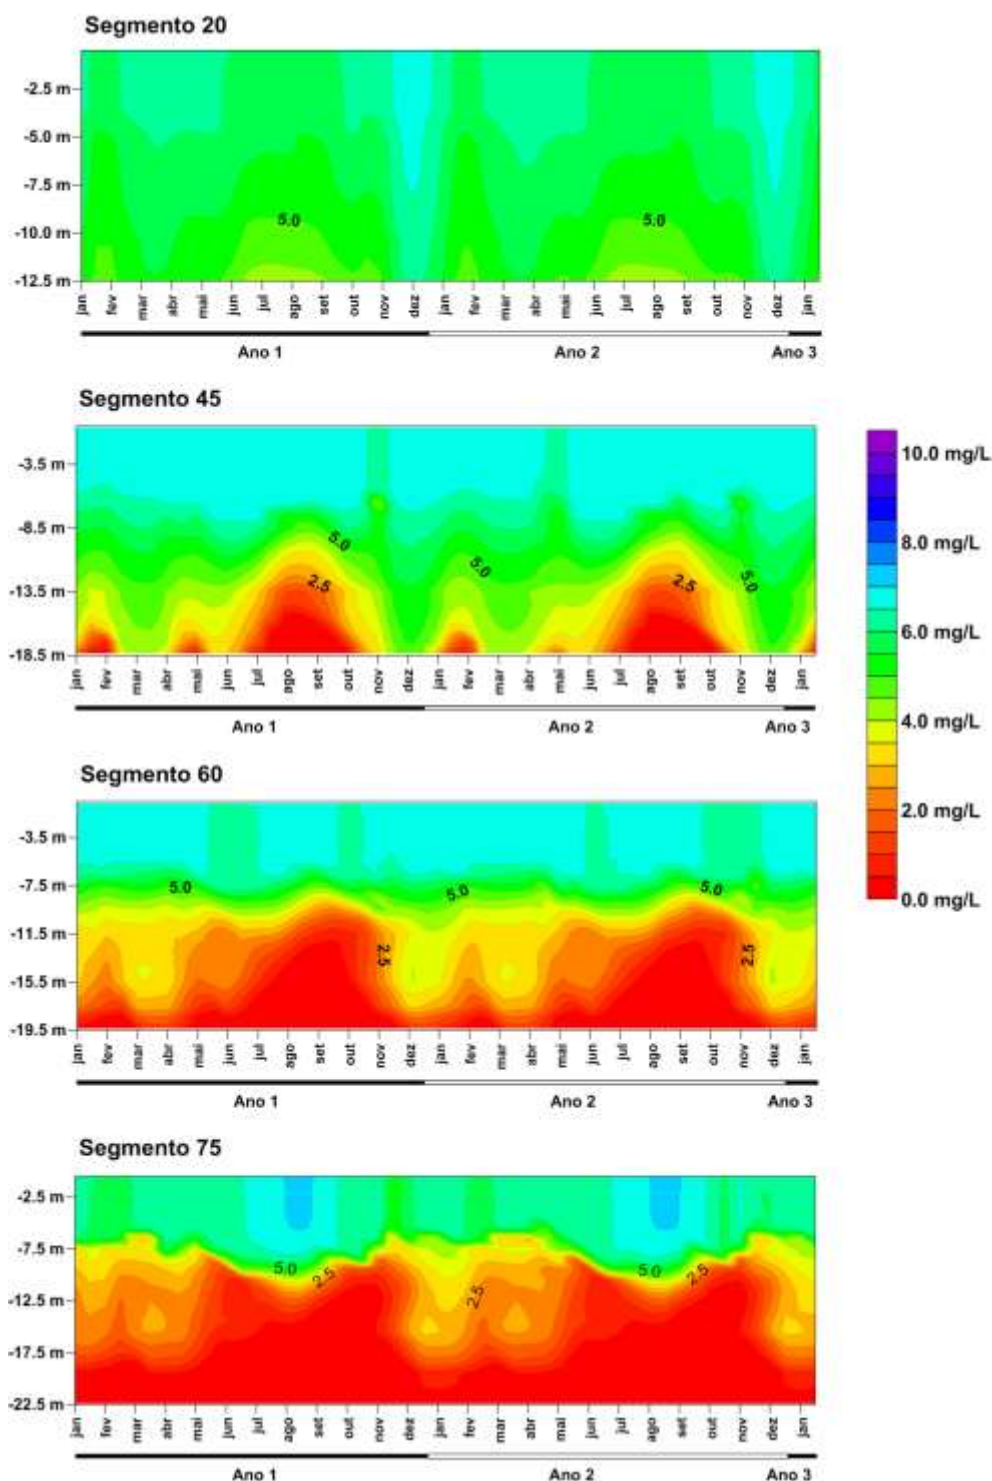 Segmento 20
-2.5 m
-5.0 m
-7.5 m
-10.0 m
-12.5 m
5.0 5.0
jan fev mar abr mai jun jul ago set out nov dez jan fev mar abr mai jun jul ago set out nov dez jan
Ano 1 Ano 2 Ano 3
Segmento 45
-3.5 m
-8.5 m
-13.5 m
-18.5 m
5.0 2.5 5.0 2.5 5.0
jan fev mar abr mai jun jul ago set out nov dez jan fev mar abr mai jun jul ago set out nov dez jan
Ano 1 Ano 2 Ano 3
10.0 mg/L
8.0 mg/L
6.0 mg/L
4.0 mg/L
2.0 mg/L
0.0 mg/L
Segmento 60
-3.5 m
-7.5 m
-11.5 m
-15.5 m
-19.5 m
5.0 2.5 5.0 5.0 2.5
jan fev mar abr mai jun jul ago set out nov dez jan fev mar abr mai jun jul ago set out nov dez jan
Ano 1 Ano 2 Ano 3
Segmento 75
-2.5 m
-7.5 m
-12.5 m
-17.5 m
-22.5 m
5.0 2.5 2.5 5.0 2.5
jan fev mar abr mai jun jul ago set out nov dez jan fev mar abr mai jun jul ago set out nov dez jan
Ano 1 Ano 2 Ano 3